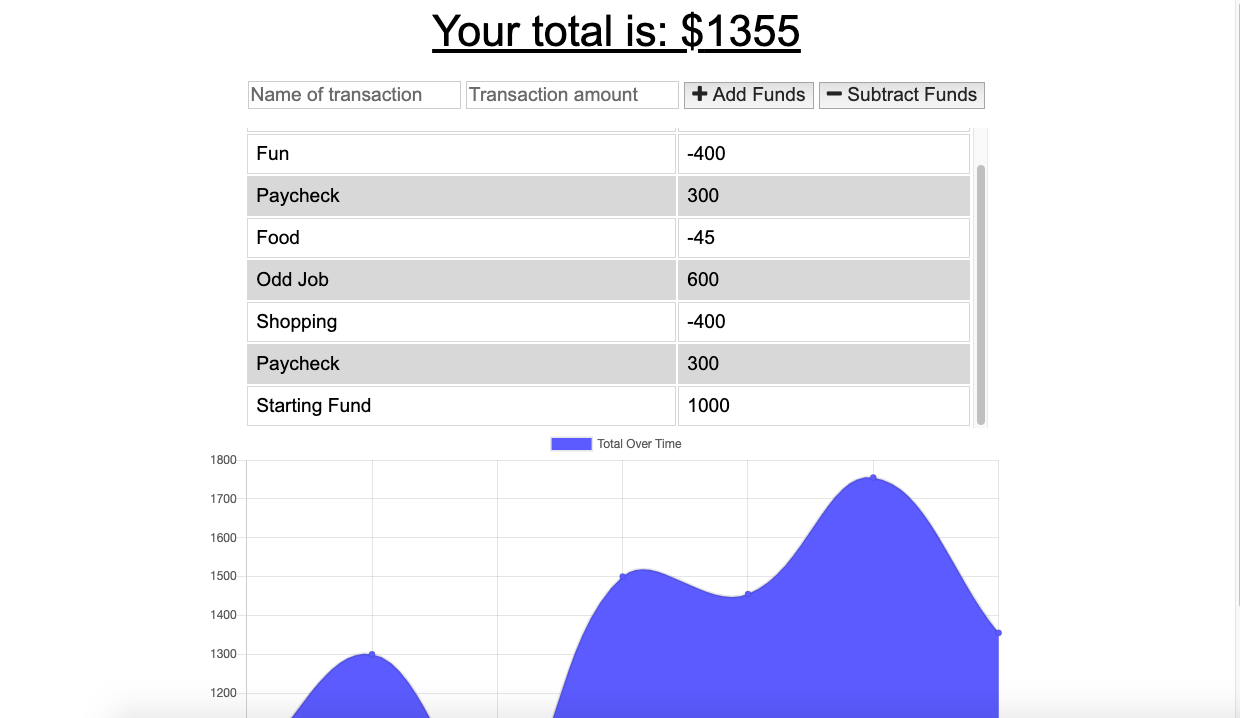 Your total is: $1355
Name of transaction Transaction amount + Add Funds − Subtract Funds
Fun -400
Paycheck 300
Food -45
Odd Job 600
Shopping -400
Paycheck 300
Starting Fund 1000
Total Over Time
1800
1700
1600
1500
1400
1300
1200